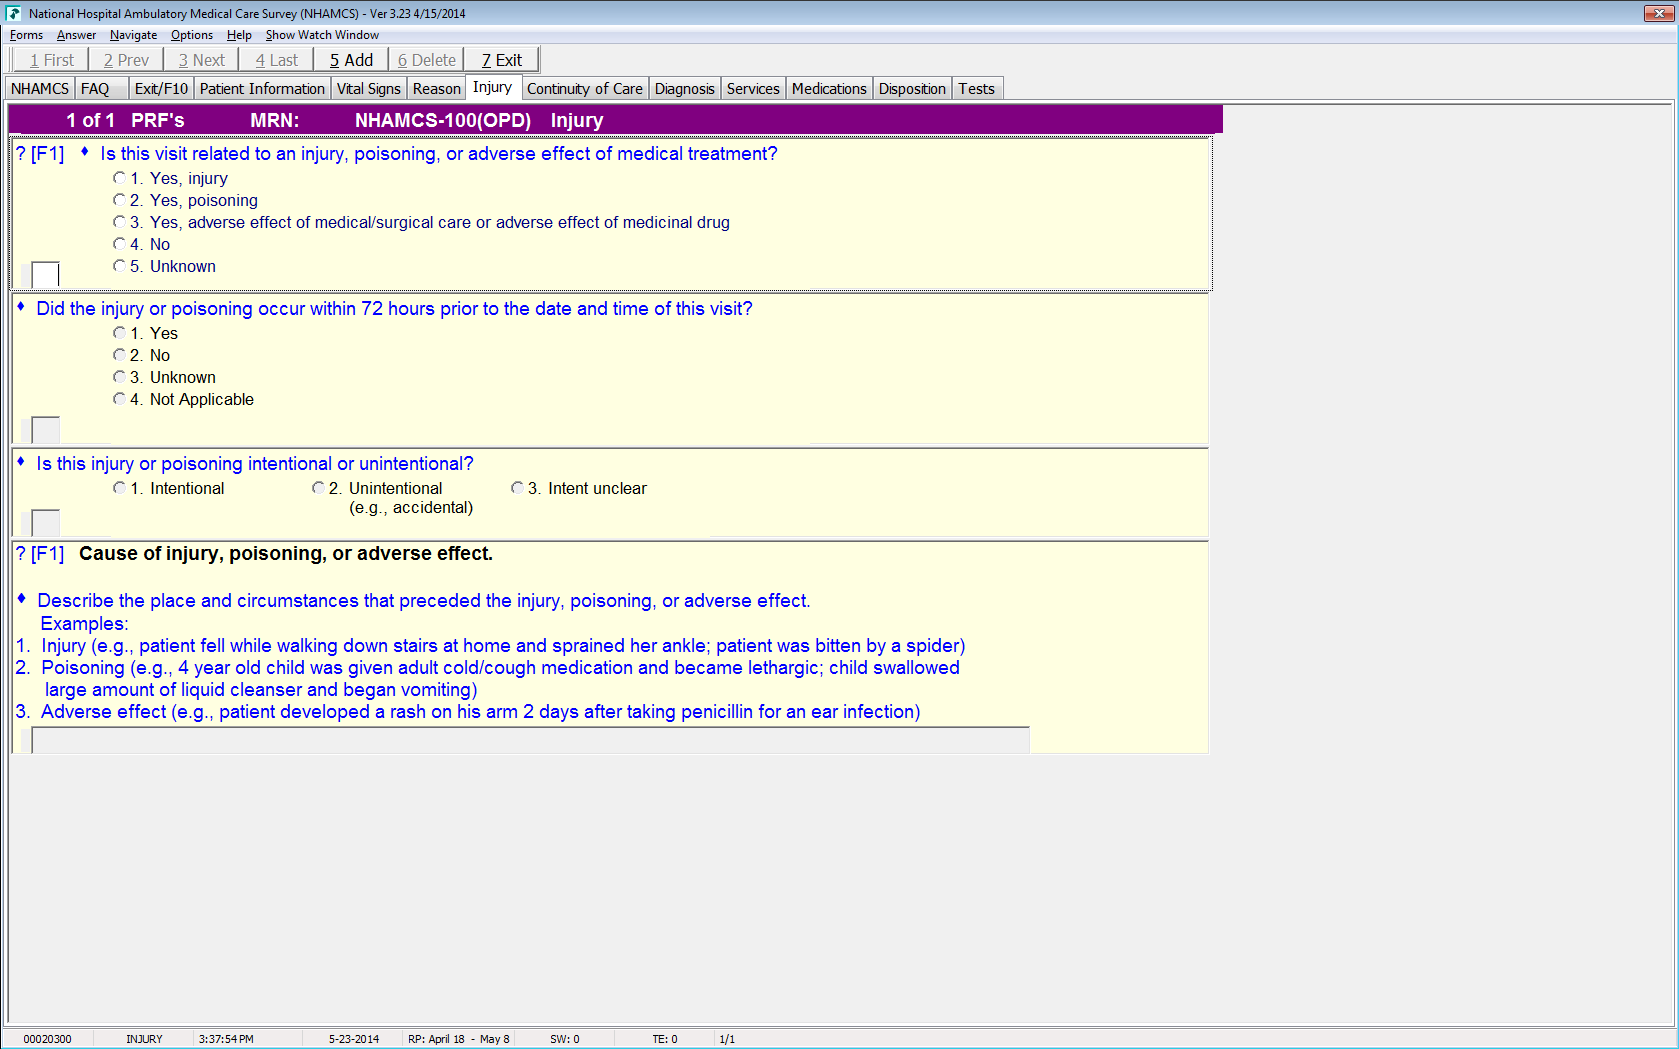 National Hospital Ambulatory Medical Care Survey (NHAMCS) - Ver 3.23 4/15/2014
Forms Answer Navigate Options Help Show Watch Window
1 First 2 Prev 3 Next 4 Last 5 Add 6 Delete 7 Exit
NHAMCS FAQ Exit/F10 Patient Information Vital Signs Reason Injury Continuity of Care Diagnosis Services Medications Disposition Tests
1 of 1 PRF's MRN: NHAMCS-100(OPD) Injury
? [F1] ♦ Is this visit related to an injury, poisoning, or adverse effect of medical treatment?
1. Yes, injury
2. Yes, poisoning
3. Yes, adverse effect of medical/surgical care or adverse effect of medicinal drug
4. No
5. Unknown
♦ Did the injury or poisoning occur within 72 hours prior to the date and time of this visit?
1. Yes
2. No
3. Unknown
4. Not Applicable
♦ Is this injury or poisoning intentional or unintentional?
1. Intentional 2. Unintentional 3. Intent unclear
(e.g., accidental)
? [F1] Cause of injury, poisoning, or adverse effect.
♦ Describe the place and circumstances that preceded the injury, poisoning, or adverse effect.
Examples:
1. Injury (e.g., patient fell while walking down stairs at home and sprained her ankle; patient was bitten by a spider)
2. Poisoning (e.g., 4 year old child was given adult cold/cough medication and became lethargic; child swallowed
large amount of liquid cleanser and began vomiting)
3. Adverse effect (e.g., patient developed a rash on his arm 2 days after taking penicillin for an ear infection)
00020300 INJURY 3:37:54 PM 5-23-2014 RP: April 18 - May 8 SW: 0 TE: 0 1/1